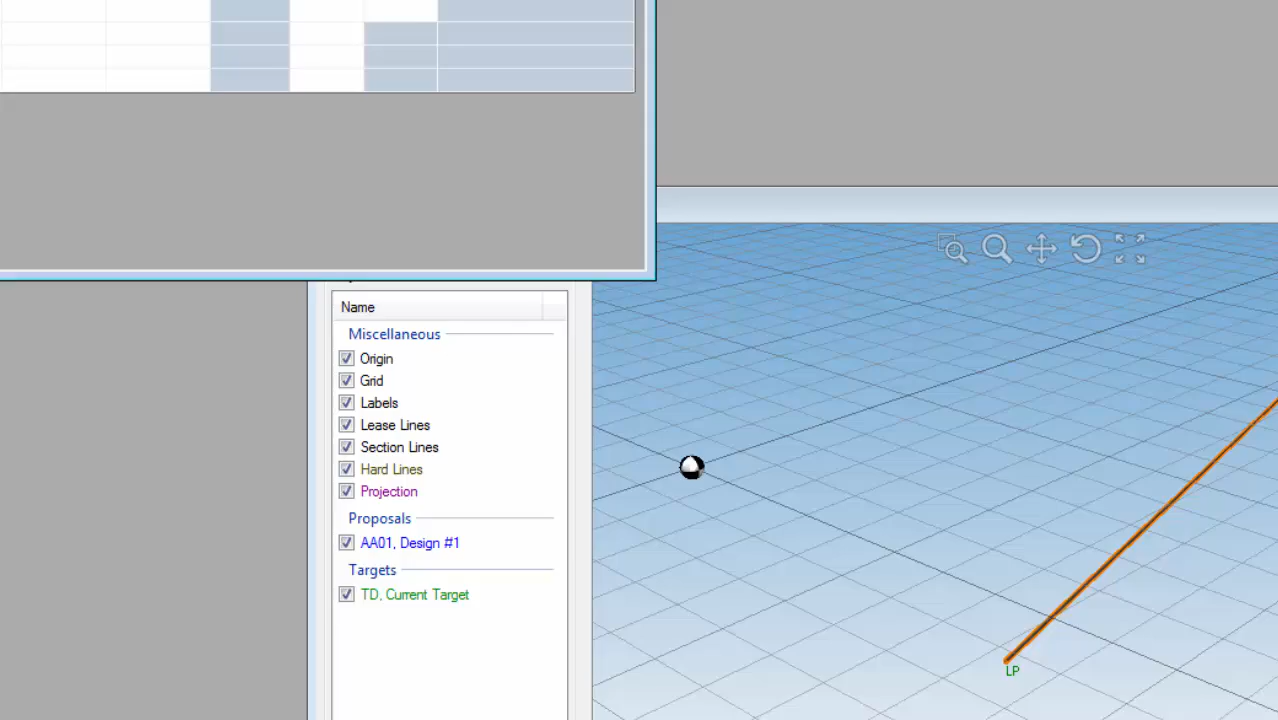 Name
Miscellaneous
Origin
Grid
Labels
Lease Lines
Section Lines
Hard Lines
Projection
Proposals
AA01, Design #1
Targets
TD, Current Target
LP